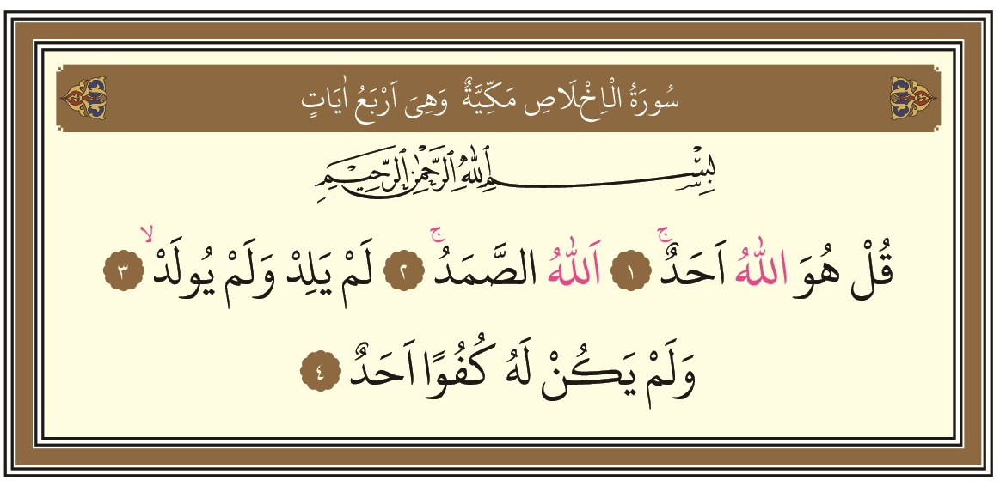 سُورَةُ الْاِخْلَاصِ مَكِّيَّةٌ وَهِىَ اَرْبَعُ اٰيَاتٍ
بِسْمِ اللّٰهِ الرَّحْمٰنِ الرَّحِيمِ
قُلْ هُوَ اللّٰهُ اَحَدٌۚ ١ اَللّٰهُ الصَّمَدُۚ ٢ لَمْ يَلِدْ وَلَمْ يُولَدْۙ ٣
وَلَمْ يَكُنْ لَهُ كُفُوًا اَحَدٌ ٤